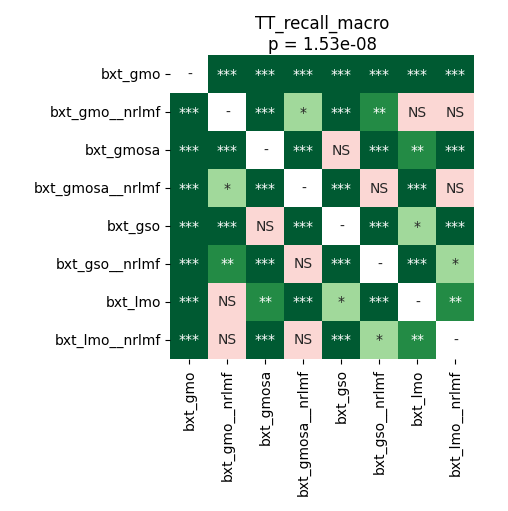 TT_recall_macro
p = 1.53e-08
bxt_gmo - *** *** *** *** *** *** ***
bxt_gmo__nrlmf *** - *** * *** ** NS NS
bxt_gmosa *** *** - *** NS *** ** ***
bxt_gmosa__nrlmf *** * *** - *** NS *** NS
bxt_gso *** *** NS *** - *** * ***
bxt_gso__nrlmf *** ** *** NS *** - *** *
bxt_lmo *** NS ** *** * *** - **
bxt_lmo__nrlmf *** NS *** NS *** * ** -
bxt_gmo
bxt_gmo__nrlmf
bxt_gmosa
bxt_gmosa__nrlmf
bxt_gso
bxt_gso__nrlmf
bxt_lmo
bxt_lmo__nrlmf